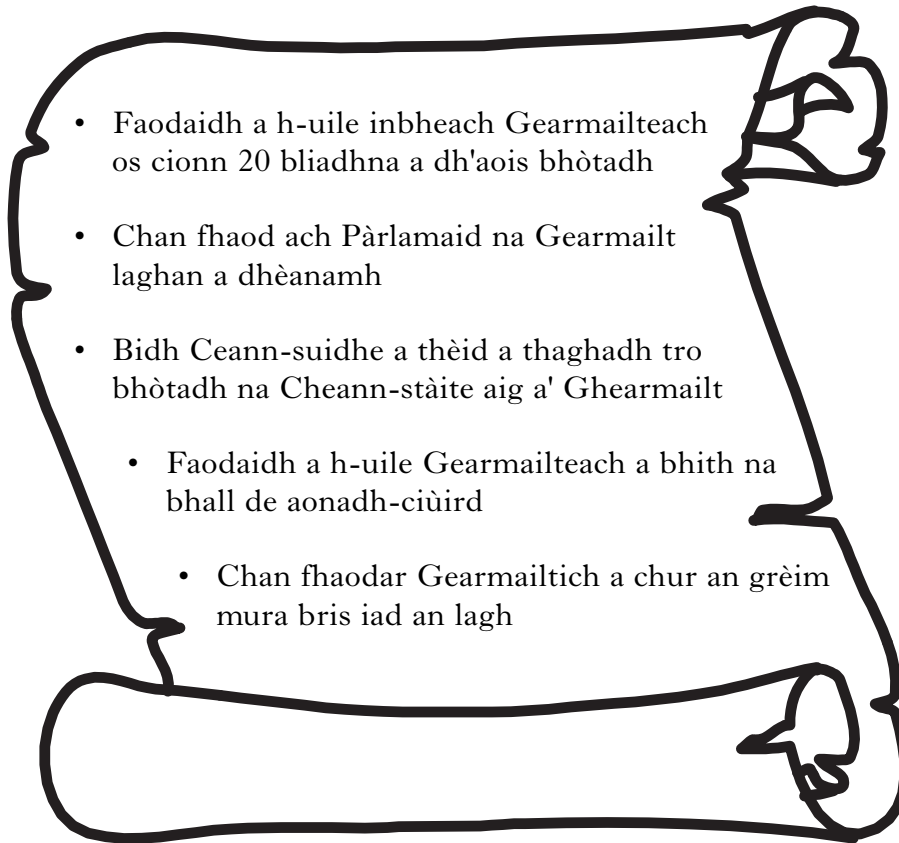 • Faodaidh a h-uile inbheach Gearmailteach
os cionn 20 bliadhna a dh'aois bhòtadh
• Chan fhaod ach Pàrlamaid na Gearmailt
laghan a dhèanamh
• Bidh Ceann-suidhe a thèid a thaghadh tro
bhòtadh na Cheann-stàite aig a' Ghearmailt
• Faodaidh a h-uile Gearmailteach a bhith na
bhall de aonadh-ciùird
• Chan fhaodar Gearmailtich a chur an grèim
mura bris iad an lagh